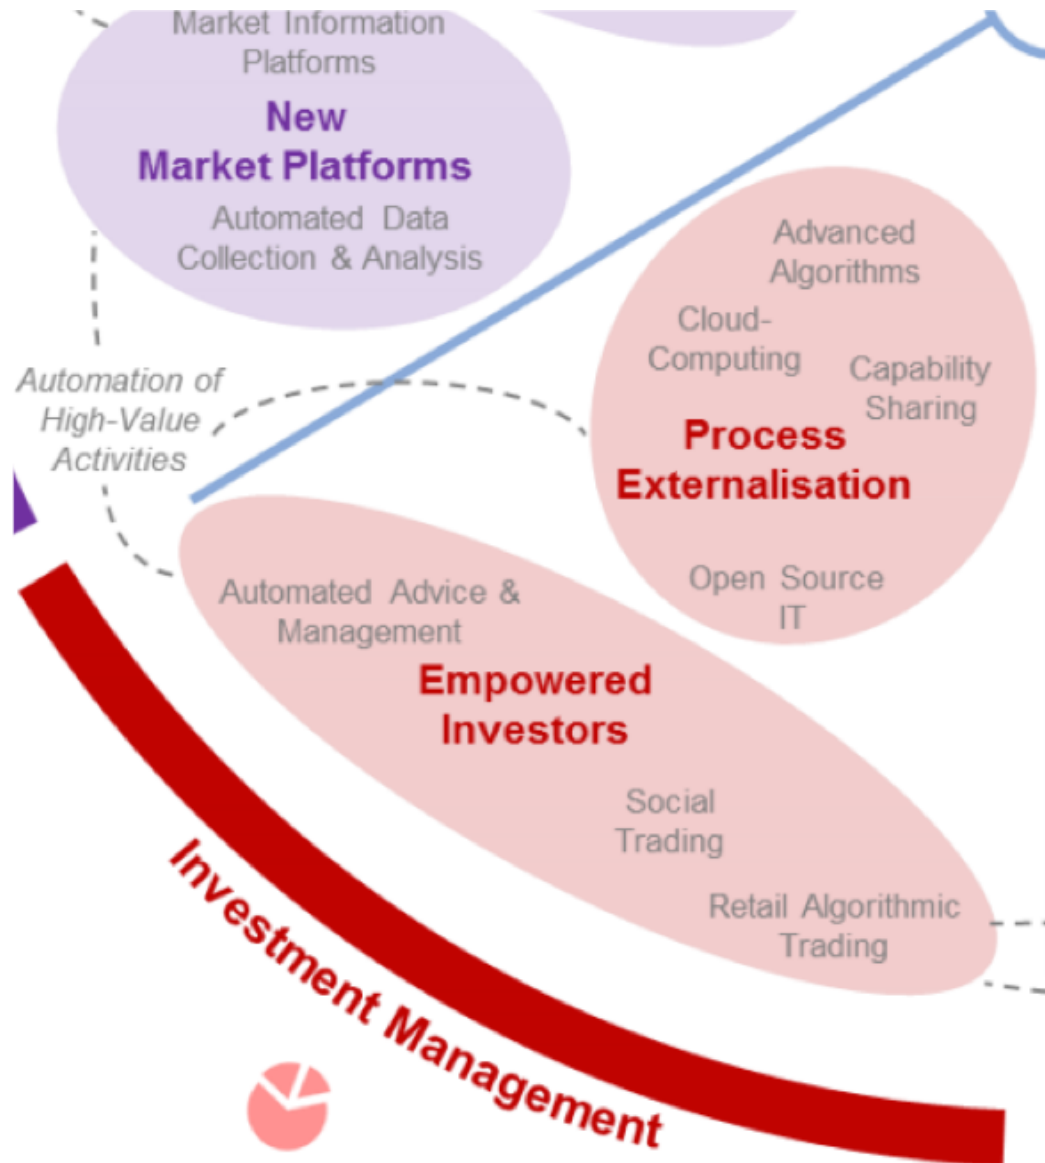 Market Information
Platforms
New
Market Platforms
Automated Data
Collection & Analysis
Advanced
Algorithms
Cloud-
Computing
Capability
Sharing
Process
Externalisation
Open Source
IT
Automation of
High-Value
Activities
Automated Advice &
Management
Empowered
Investors
Social
Trading
Retail Algorithmic
Trading
Investment Management